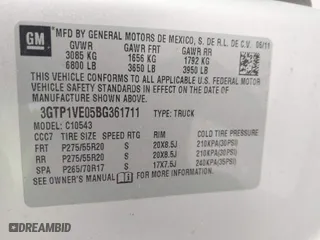 GM
MFD BY GENERAL MOTORS DE MEXICO, S. DE R.L. DE C.V. 06/11
GVWR GAWR FRT GAWR RR
3085 KG 1656 KG 1792 KG
6800 LB 3650 LB 3950 LB
THIS VEHICLE CONFORMS TO ALL APPLICABLE U.S. FEDERAL MOTOR
VEHICLE SAFETY STANDARDS IN EFFECT ON THE DATE OF
MANUFACTURE SHOWN ABOVE.
3GTP1VE05BG361711 TYPE: TRUCK
MODEL: C10543
CCC7 TIRE SIZE SPEED RTG RIM COLD TIRE PRESSURE
FRT P275/55R20 S 20X8.5J 210KPA(30PSI)
RR P275/55R20 S 20X8.5J 210KPA(30PSI)
SPA P265/70R17 S 17X7.5J 240KPA(35PSI)
SEE OWNER'S MANUAL FOR ADDITIONAL INFORMATION.